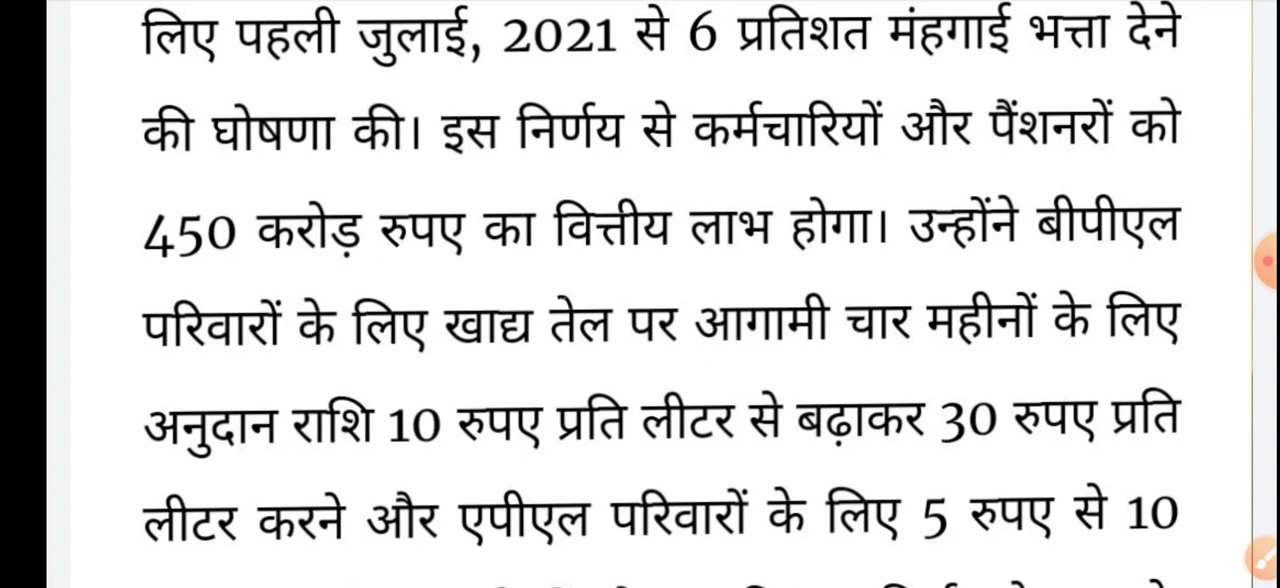 लिए पहली जुलाई, 2021 से 6 प्रतिशत मंहगाई भत्ता देने
की घोषणा की। इस निर्णय से कर्मचारियों और पैंशनरों को
450 करोड़ रुपए का वित्तीय लाभ होगा। उन्होंने बीपीएल
परिवारों के लिए खाद्य तेल पर आगामी चार महीनों के लिए
अनुदान राशि 10 रुपए प्रति लीटर से बढ़ाकर 30 रुपए प्रति
लीटर करने और एपीएल परिवारों के लिए 5 रुपए से 10